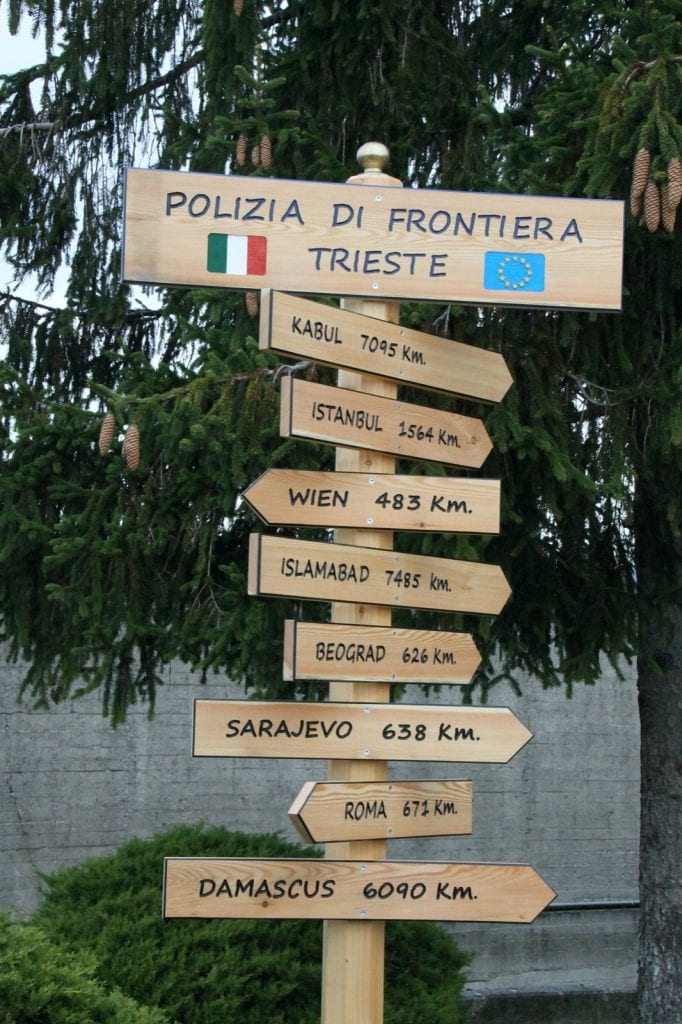 POLIZIA DI FRONTIERA
TRIESTE
KABUL 7095 Km.
ISTANBUL 1564 Km.
WIEN 483 Km.
ISLAMABAD 7485 Km.
BEOGRAD 626 Km.
SARAJEVO 638 Km.
ROMA 671 Km.
DAMASCUS 6090 Km.